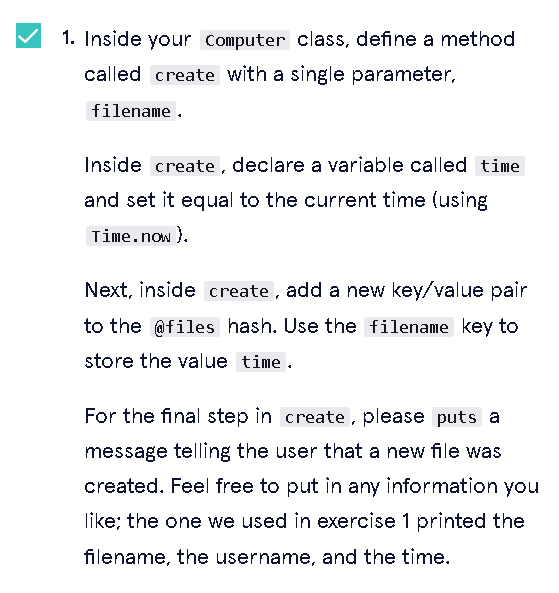 1. Inside your Computer class, define a method
called create with a single parameter,
filename.
Inside create, declare a variable called time
and set it equal to the current time (using
Time.now).
Next, inside create, add a new key/value pair
to the @files hash. Use the filename key to
store the value time.
For the final step in create, please puts a
message telling the user that a new file was
created. Feel free to put in any information you
like; the one we used in exercise 1 printed the
filename, the username, and the time.